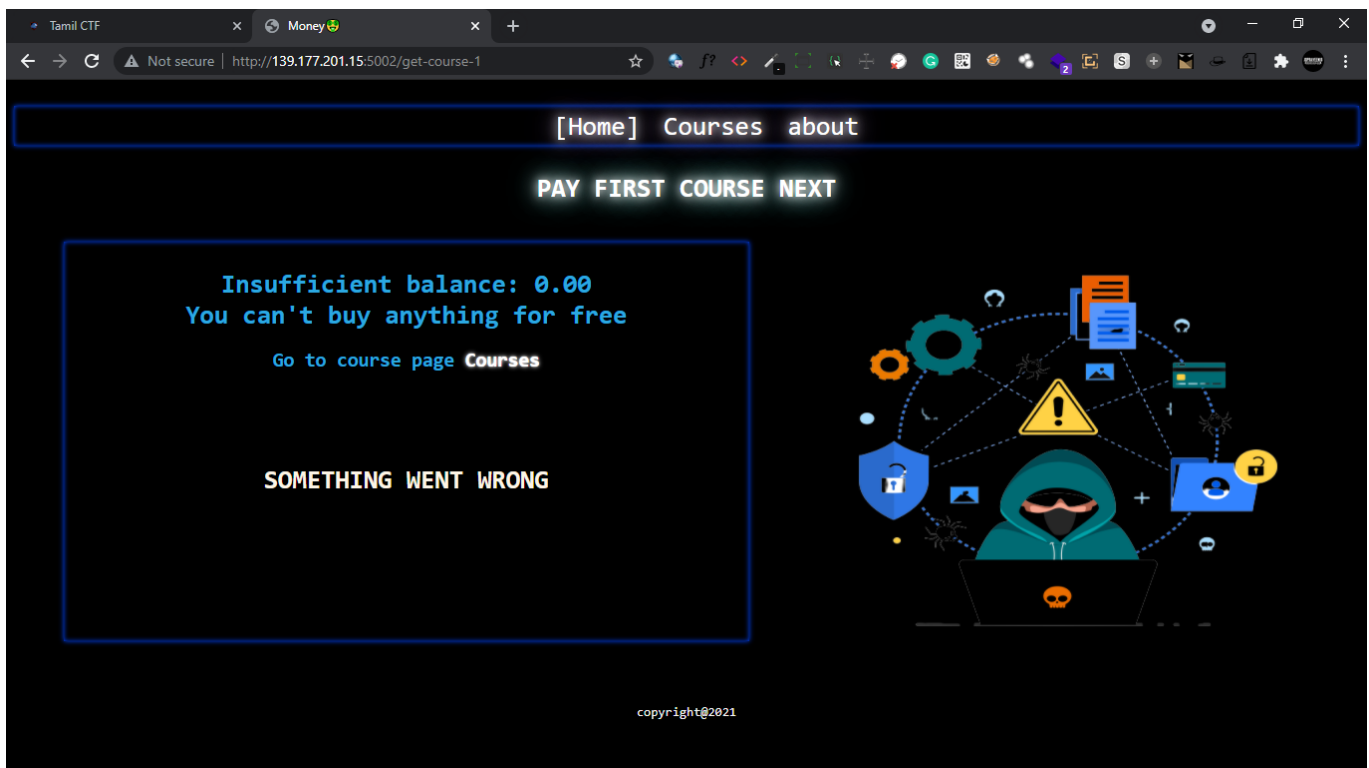 Tamil CTF
Money🤑
Not secure | http://139.177.201.15:5002/get-course-1
2
[Home] Courses about
PAY FIRST COURSE NEXT
Insufficient balance: 0.00
You can't buy anything for free
Go to course page Courses
SOMETHING WENT WRONG
copyright@2021